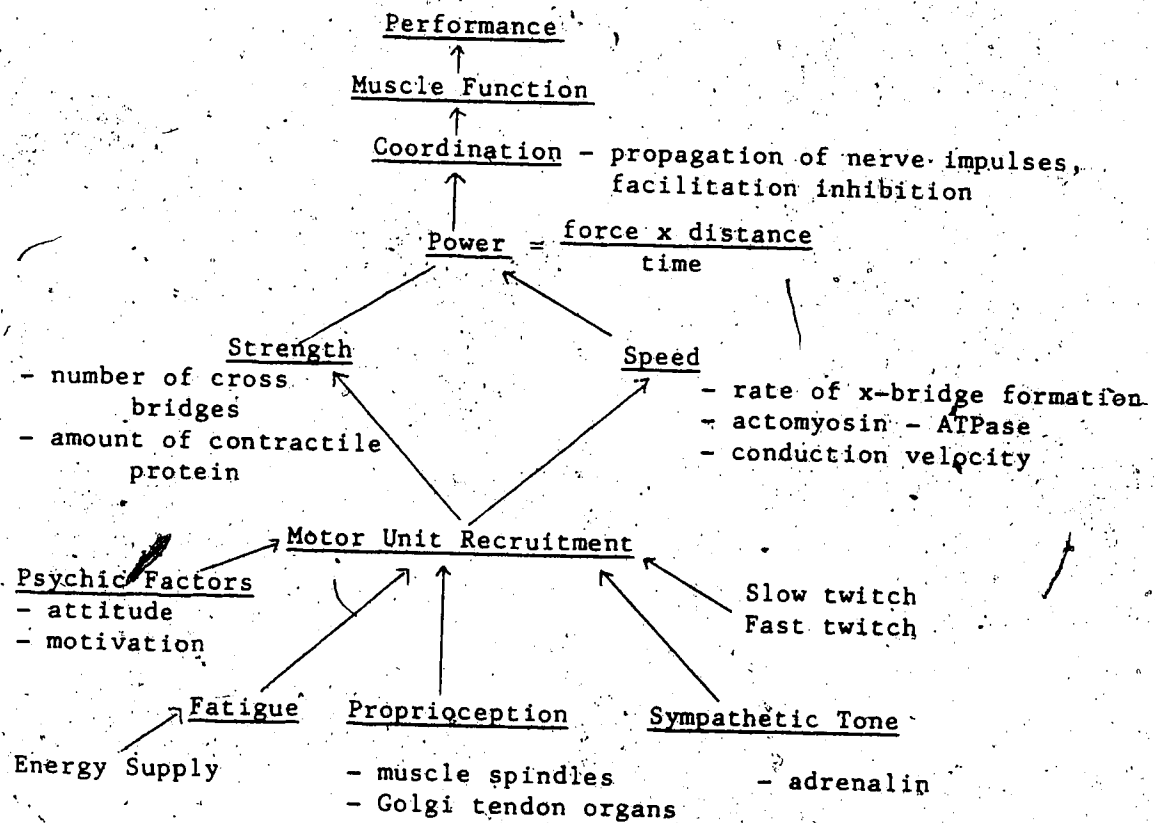 Performance
Muscle Function
Coordination - propagation of nerve impulses,
facilitation inhibition
Power = force x distance
time
Strength
- number of cross
bridges
- amount of contractile
protein
Speed
- rate of x-bridge formation
- actomyosin - ATPase
- conduction velocity
Motor Unit Recruitment
Psychic Factors
- attitude
- motivation
Slow twitch
Fast twitch
Fatigue
Energy Supply
Proprioception
- muscle spindles
- Golgi tendon organs
Sympathetic Tone
- adrenalin